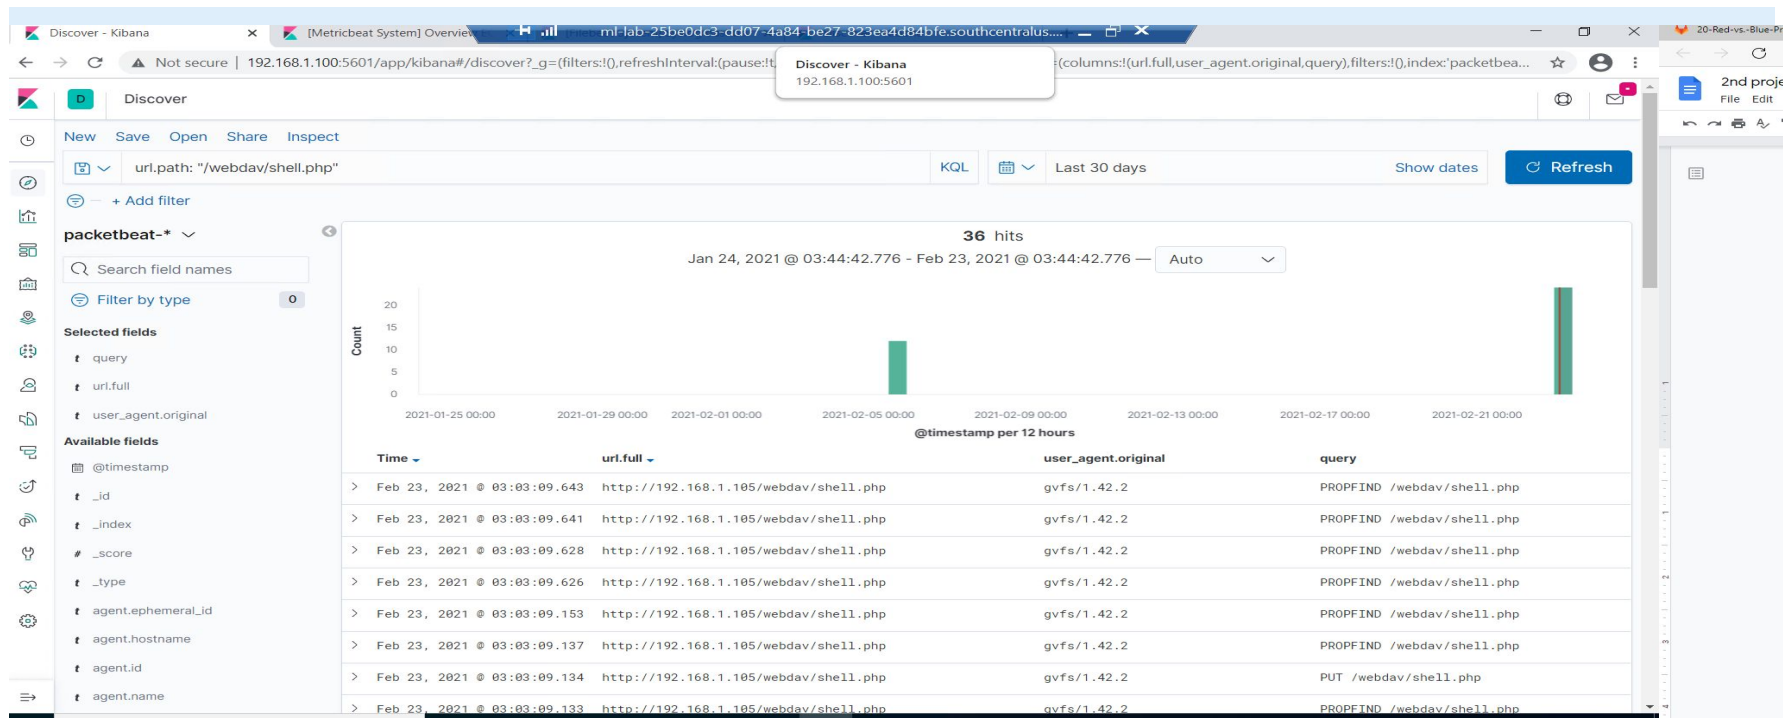 Discover - Kibana
[Metricbeat System] Overview
ml-lab-25be0dc3-dd07-4a84-be27-823ea4d84bfe.southcentralus....
20-Red-vs.-Blue-Pr
Not secure | 192.168.1.100:5601/app/kibana#/discover?_g=(filters:!(),refreshInterval:(pause:!t,
=(columns:!(url.full,user_agent.original,query),filters:!(),index:'packetbea...
Discover - Kibana
192.168.1.100:5601
2nd proje
File Edit
D
Discover
New Save Open Share Inspect
url.path: "/webdav/shell.php"
KQL
Last 30 days
Show dates
Refresh
+ Add filter
packetbeat-*
36 hits
Search field names
Jan 24, 2021 @ 03:44:42.776 - Feb 23, 2021 @ 03:44:42.776 —
Auto
Filter by type
0
Selected fields
query
url.full
user_agent.original
Available fields
@timestamp
_id
_index
_score
_type
agent.ephemeral_id
agent.hostname
agent.id
agent.name
Count
20
15
10
5
0
2021-01-25 00:00
2021-01-29 00:00
2021-02-01 00:00
2021-02-05 00:00
2021-02-09 00:00
2021-02-13 00:00
2021-02-17 00:00
2021-02-21 00:00
@timestamp per 12 hours
Time url.full user_agent.original query
Feb 23, 2021 @ 03:03:09.643 http://192.168.1.105/webdav/shell.php gvfs/1.42.2 PROPFIND /webdav/shell.php
Feb 23, 2021 @ 03:03:09.641 http://192.168.1.105/webdav/shell.php gvfs/1.42.2 PROPFIND /webdav/shell.php
Feb 23, 2021 @ 03:03:09.628 http://192.168.1.105/webdav/shell.php gvfs/1.42.2 PROPFIND /webdav/shell.php
Feb 23, 2021 @ 03:03:09.626 http://192.168.1.105/webdav/shell.php gvfs/1.42.2 PROPFIND /webdav/shell.php
Feb 23, 2021 @ 03:03:09.153 http://192.168.1.105/webdav/shell.php gvfs/1.42.2 PROPFIND /webdav/shell.php
Feb 23, 2021 @ 03:03:09.137 http://192.168.1.105/webdav/shell.php gvfs/1.42.2 PROPFIND /webdav/shell.php
Feb 23, 2021 @ 03:03:09.134 http://192.168.1.105/webdav/shell.php gvfs/1.42.2 PUT /webdav/shell.php
Feb 23, 2021 @ 03:03:09.133 http://192.168.1.105/webdav/shell.php gvfs/1.42.2 PROPFIND /webdav/shell.php